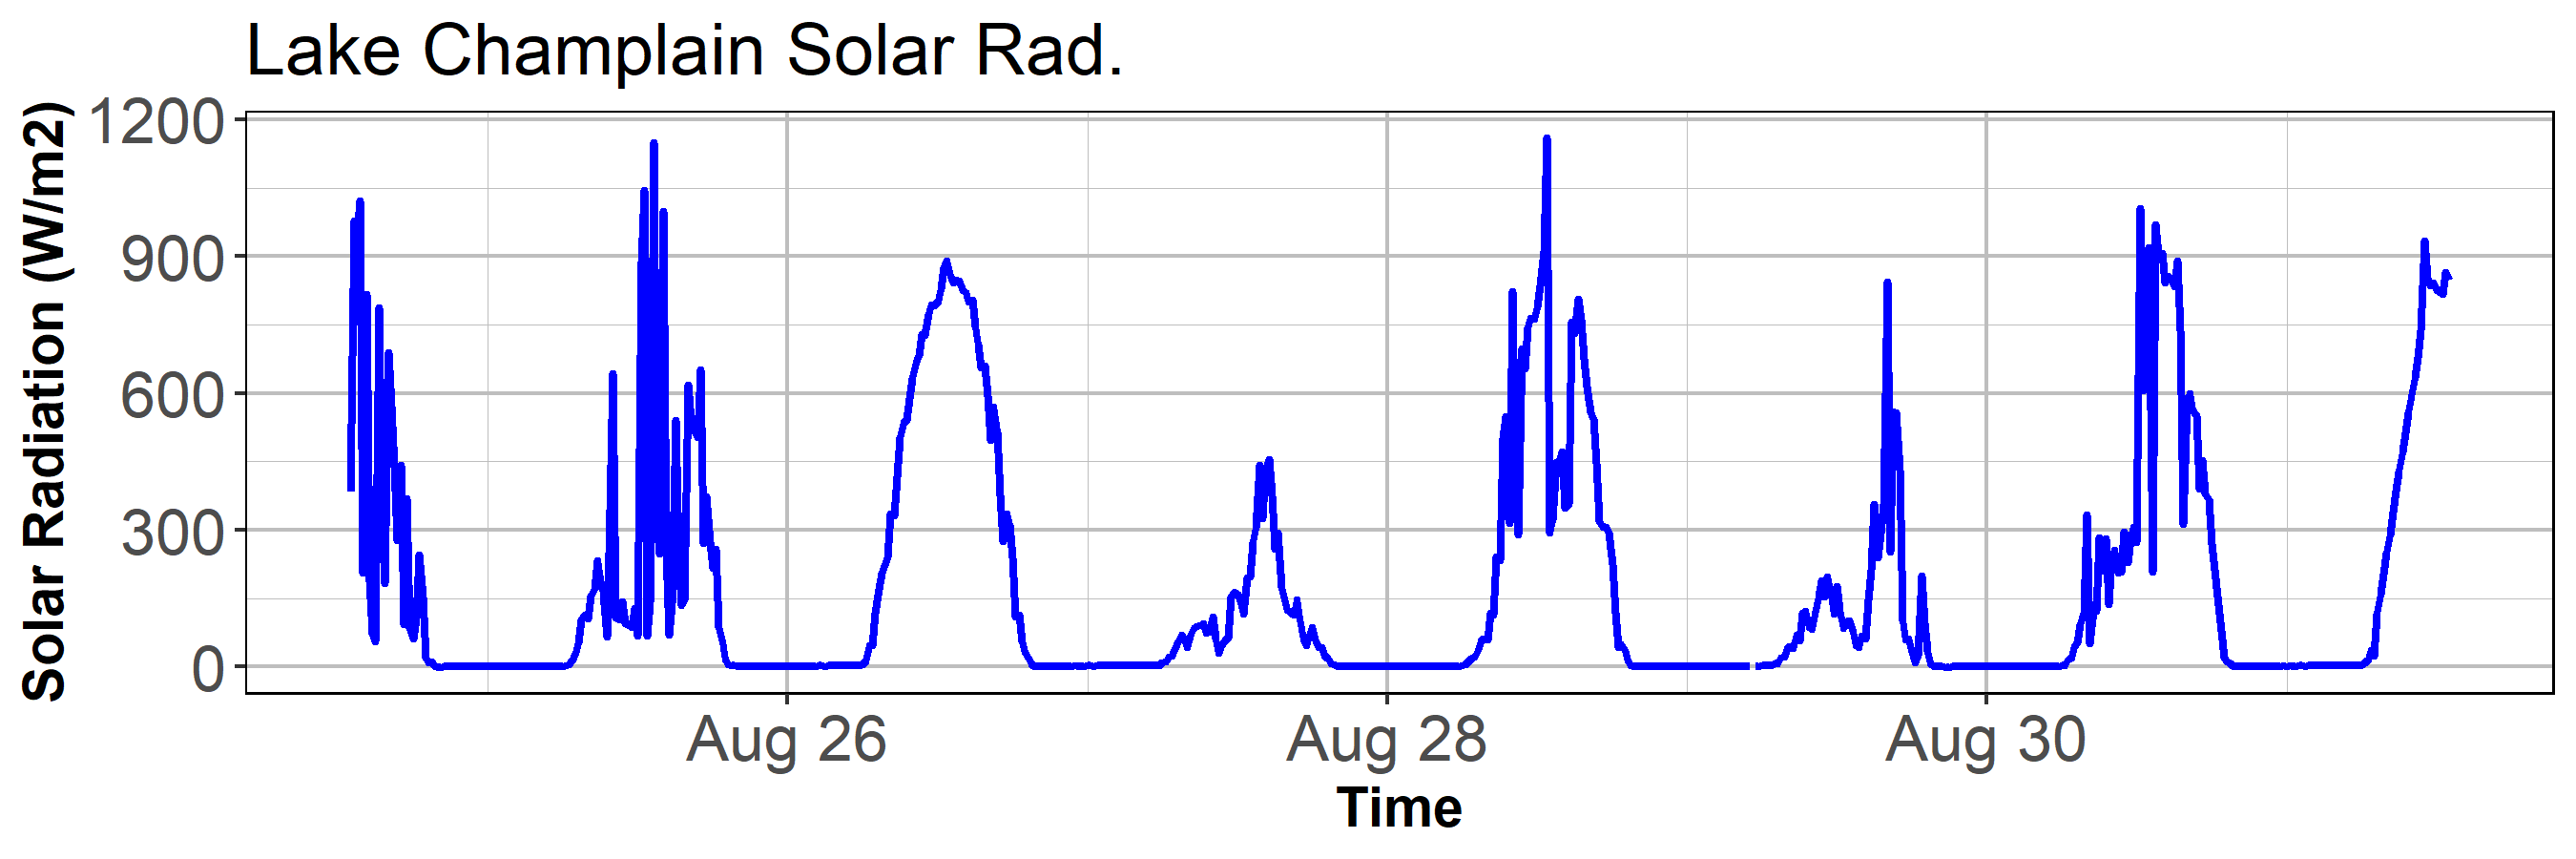 Lake Champlain Solar Rad.
Solar Radiation (W/m2)
1200
900
600
300
0
Aug 26
Aug 28
Aug 30
Time